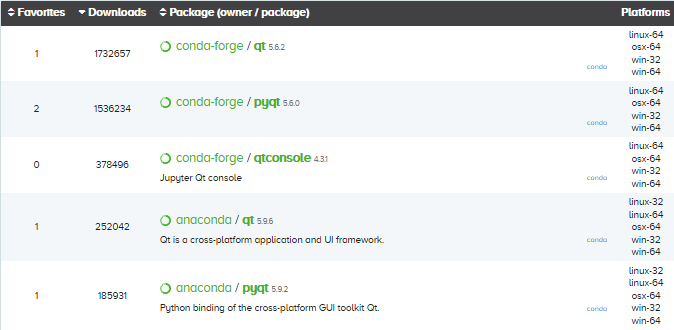 Favorites Downloads Package (owner / package) Platforms
1 1732657 conda-forge / qt 5.6.2 conda linux-64
osx-64
win-32
win-64
2 1536234 conda-forge / pyqt 5.6.0 conda linux-64
osx-64
win-32
win-64
0 378496 conda-forge / qtconsole 4.3.1
Jupyter Qt console conda linux-64
osx-64
win-32
win-64
1 252042 anaconda / qt 5.9.6
Qt is a cross-platform application and UI framework. conda linux-32
linux-64
osx-64
win-32
win-64
1 185931 anaconda / pyqt 5.9.2
Python binding of the cross-platform GUI toolkit Qt. conda linux-32
linux-64
osx-64
win-32
win-64